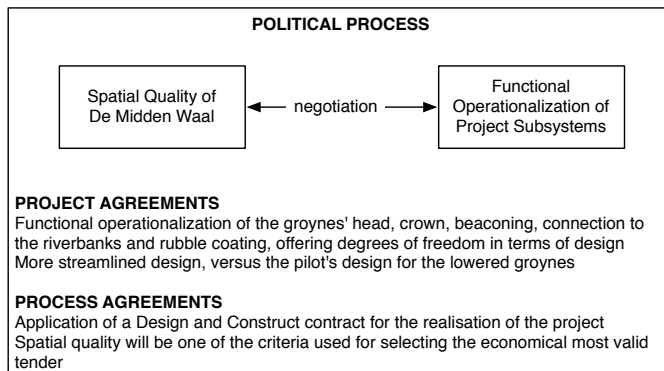 POLITICAL PROCESS
Spatial Quality of
De Midden Waal
negotiation
Functional
Operationalization of
Project Subsystems
PROJECT AGREEMENTS
Functional operationalization of the groynes' head, crown, beaconing, connection to
the riverbanks and rubble coating, offering degrees of freedom in terms of design
More streamlined design, versus the pilot's design for the lowered groynes
PROCESS AGREEMENTS
Application of a Design and Construct contract for the realisation of the project
Spatial quality will be one of the criteria used for selecting the economical most valid
tender